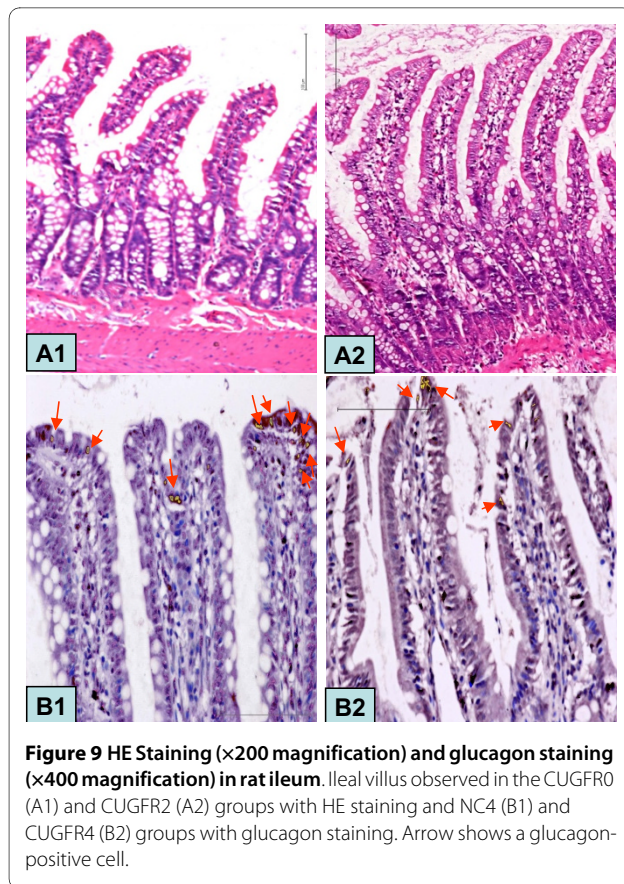 A1
A2
B1
B2
Figure 9 HE Staining (×200 magnification) and glucagon staining
(×400 magnification) in rat ileum. Ileal villus observed in the CUGFR0
(A1) and CUGFR2 (A2) groups with HE staining and NC4 (B1) and
CUGFR4 (B2) groups with glucagon staining. Arrow shows a glucagon-
positive cell.